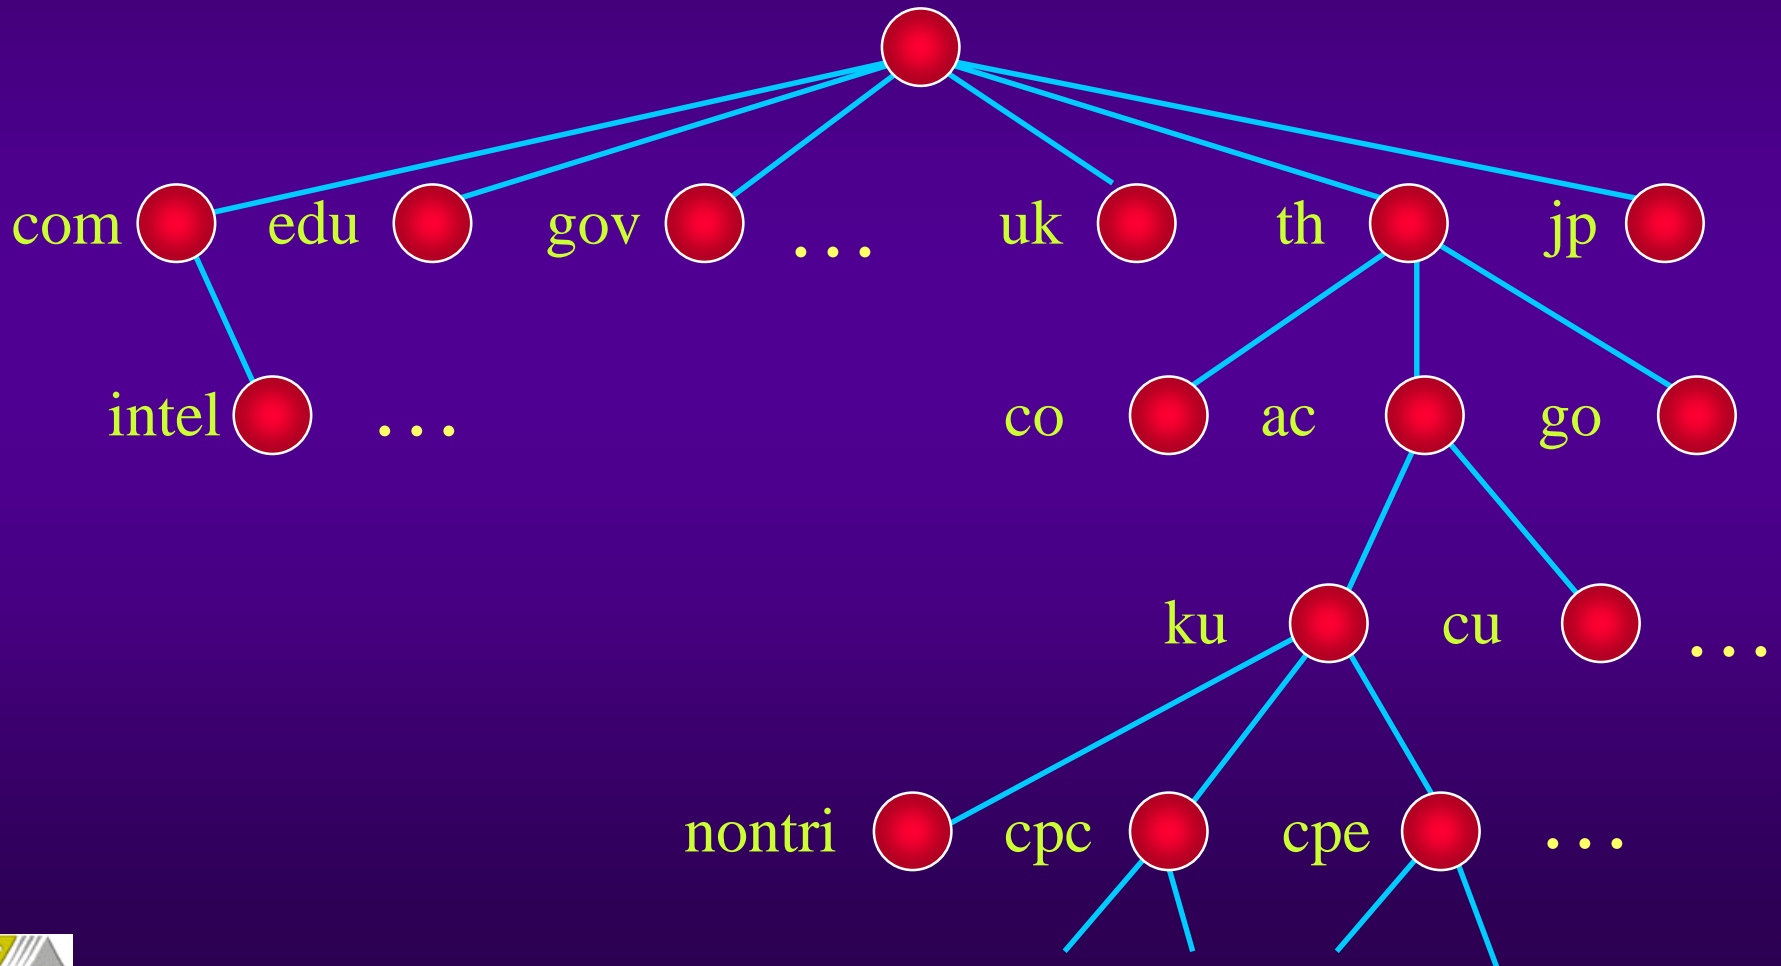 com edu gov ... uk th jp
intel ... co ac go
ku cu ...
nontri cpc cpe ...